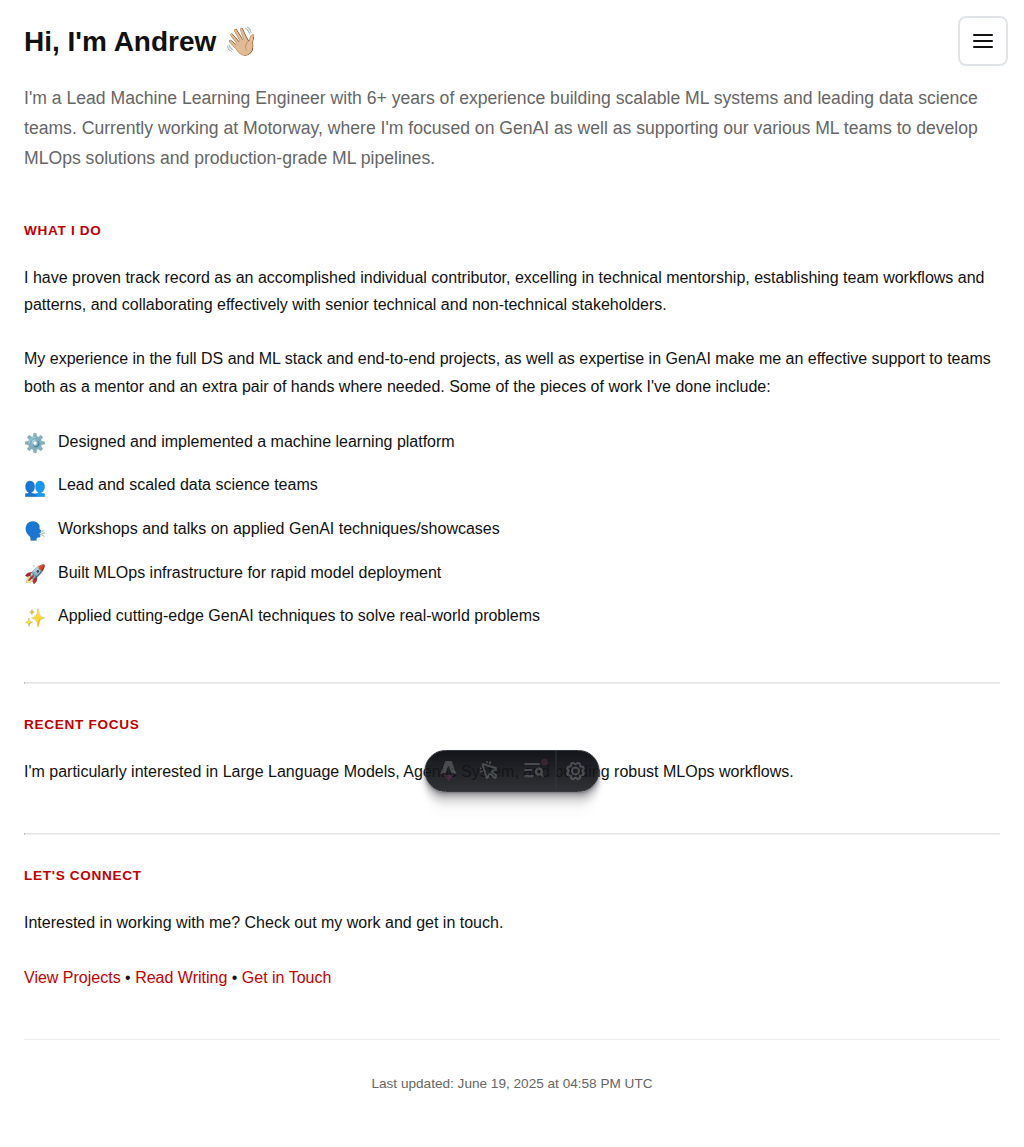 Hi, I'm Andrew 👋🏼
I'm a Lead Machine Learning Engineer with 6+ years of experience building scalable ML systems and leading data science
teams. Currently working at Motorway, where I'm focused on GenAI as well as supporting our various ML teams to develop
MLOps solutions and production-grade ML pipelines.
WHAT I DO
I have proven track record as an accomplished individual contributor, excelling in technical mentorship, establishing team workflows and
patterns, and collaborating effectively with senior technical and non-technical stakeholders.
My experience in the full DS and ML stack and end-to-end projects, as well as expertise in GenAI make me an effective support to teams
both as a mentor and an extra pair of hands where needed. Some of the pieces of work I've done include:
⚙️ Designed and implemented a machine learning platform
👥 Lead and scaled data science teams
🗣️ Workshops and talks on applied GenAI techniques/showcases
🚀 Built MLOps infrastructure for rapid model deployment
✨ Applied cutting-edge GenAI techniques to solve real-world problems
RECENT FOCUS
I'm particularly interested in Large Language Models, robust MLOps workflows.
LET'S CONNECT
Interested in working with me? Check out my work and get in touch.
View Projects • Read Writing • Get in Touch
Last updated: June 19, 2025 at 04:58 PM UTC